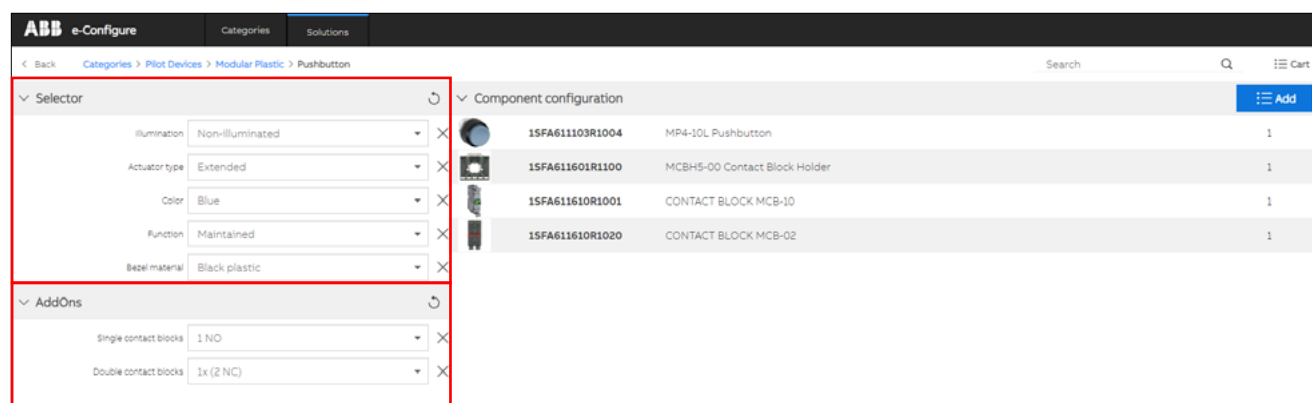 ABB e-Configure Categories Solutions
< Back Categories > Pilot Devices > Modular Plastic > Pushbutton Search Cart
Selector
Illumination Non-illuminated
Actuator type Extended
Color Blue
Function Maintained
Bezel material Black plastic
AddOns
Single contact blocks 1 NO
Double contact blocks 1x (2 NC)
Component configuration Add
1SFA611103R1004 MP4-10L Pushbutton 1
1SFA611601R1100 MCBH5-00 Contact Block Holder 1
1SFA611610R1001 CONTACT BLOCK MCB-10 1
1SFA611610R1020 CONTACT BLOCK MCB-02 1